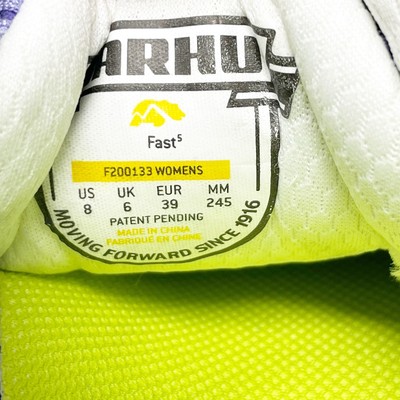 ARHU
Fast⁵
F200133 WOMENS
US UK EUR MM
8 6 39 245
PATENT PENDING
MADE IN CHINA
FABRIQUÉ EN CHINE
MOVING FORWARD SINCE 1916